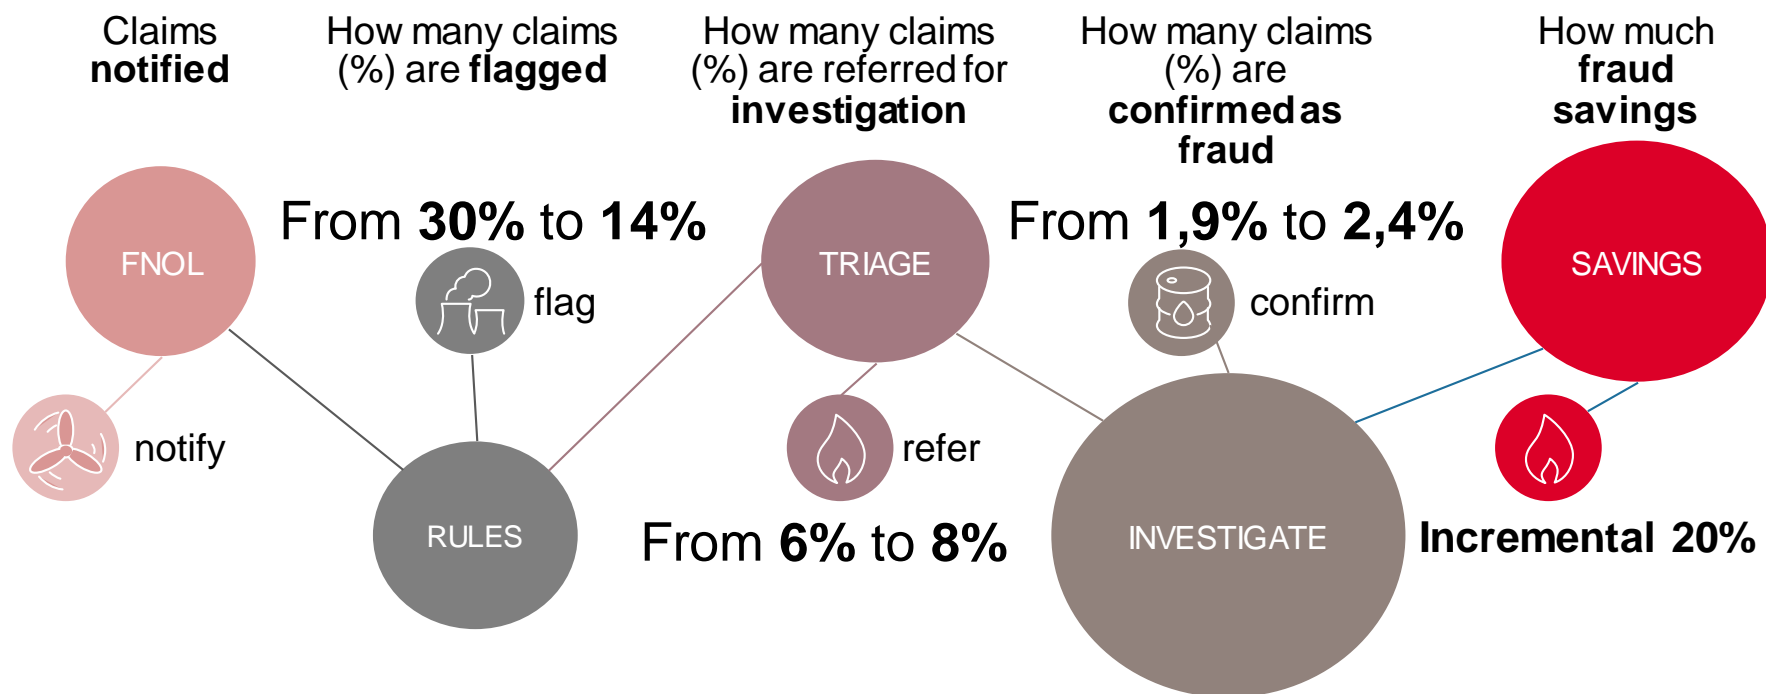 Claims
notified
How many claims
(%) are flagged
How many claims
(%) are referred for
investigation
How many claims
(%) are
confirmed as
fraud
How much
fraud
savings
FNOL
From 30% to 14%
flag
TRIAGE
From 1,9% to 2,4%
confirm
SAVINGS
notify
RULES
refer
From 6% to 8%
INVESTIGATE
Incremental 20%